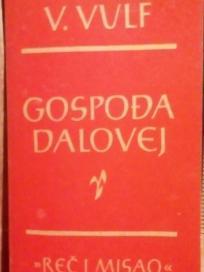 V. VULF
GOSPOĐA
DALOVEJ
»REČ I MISAO«